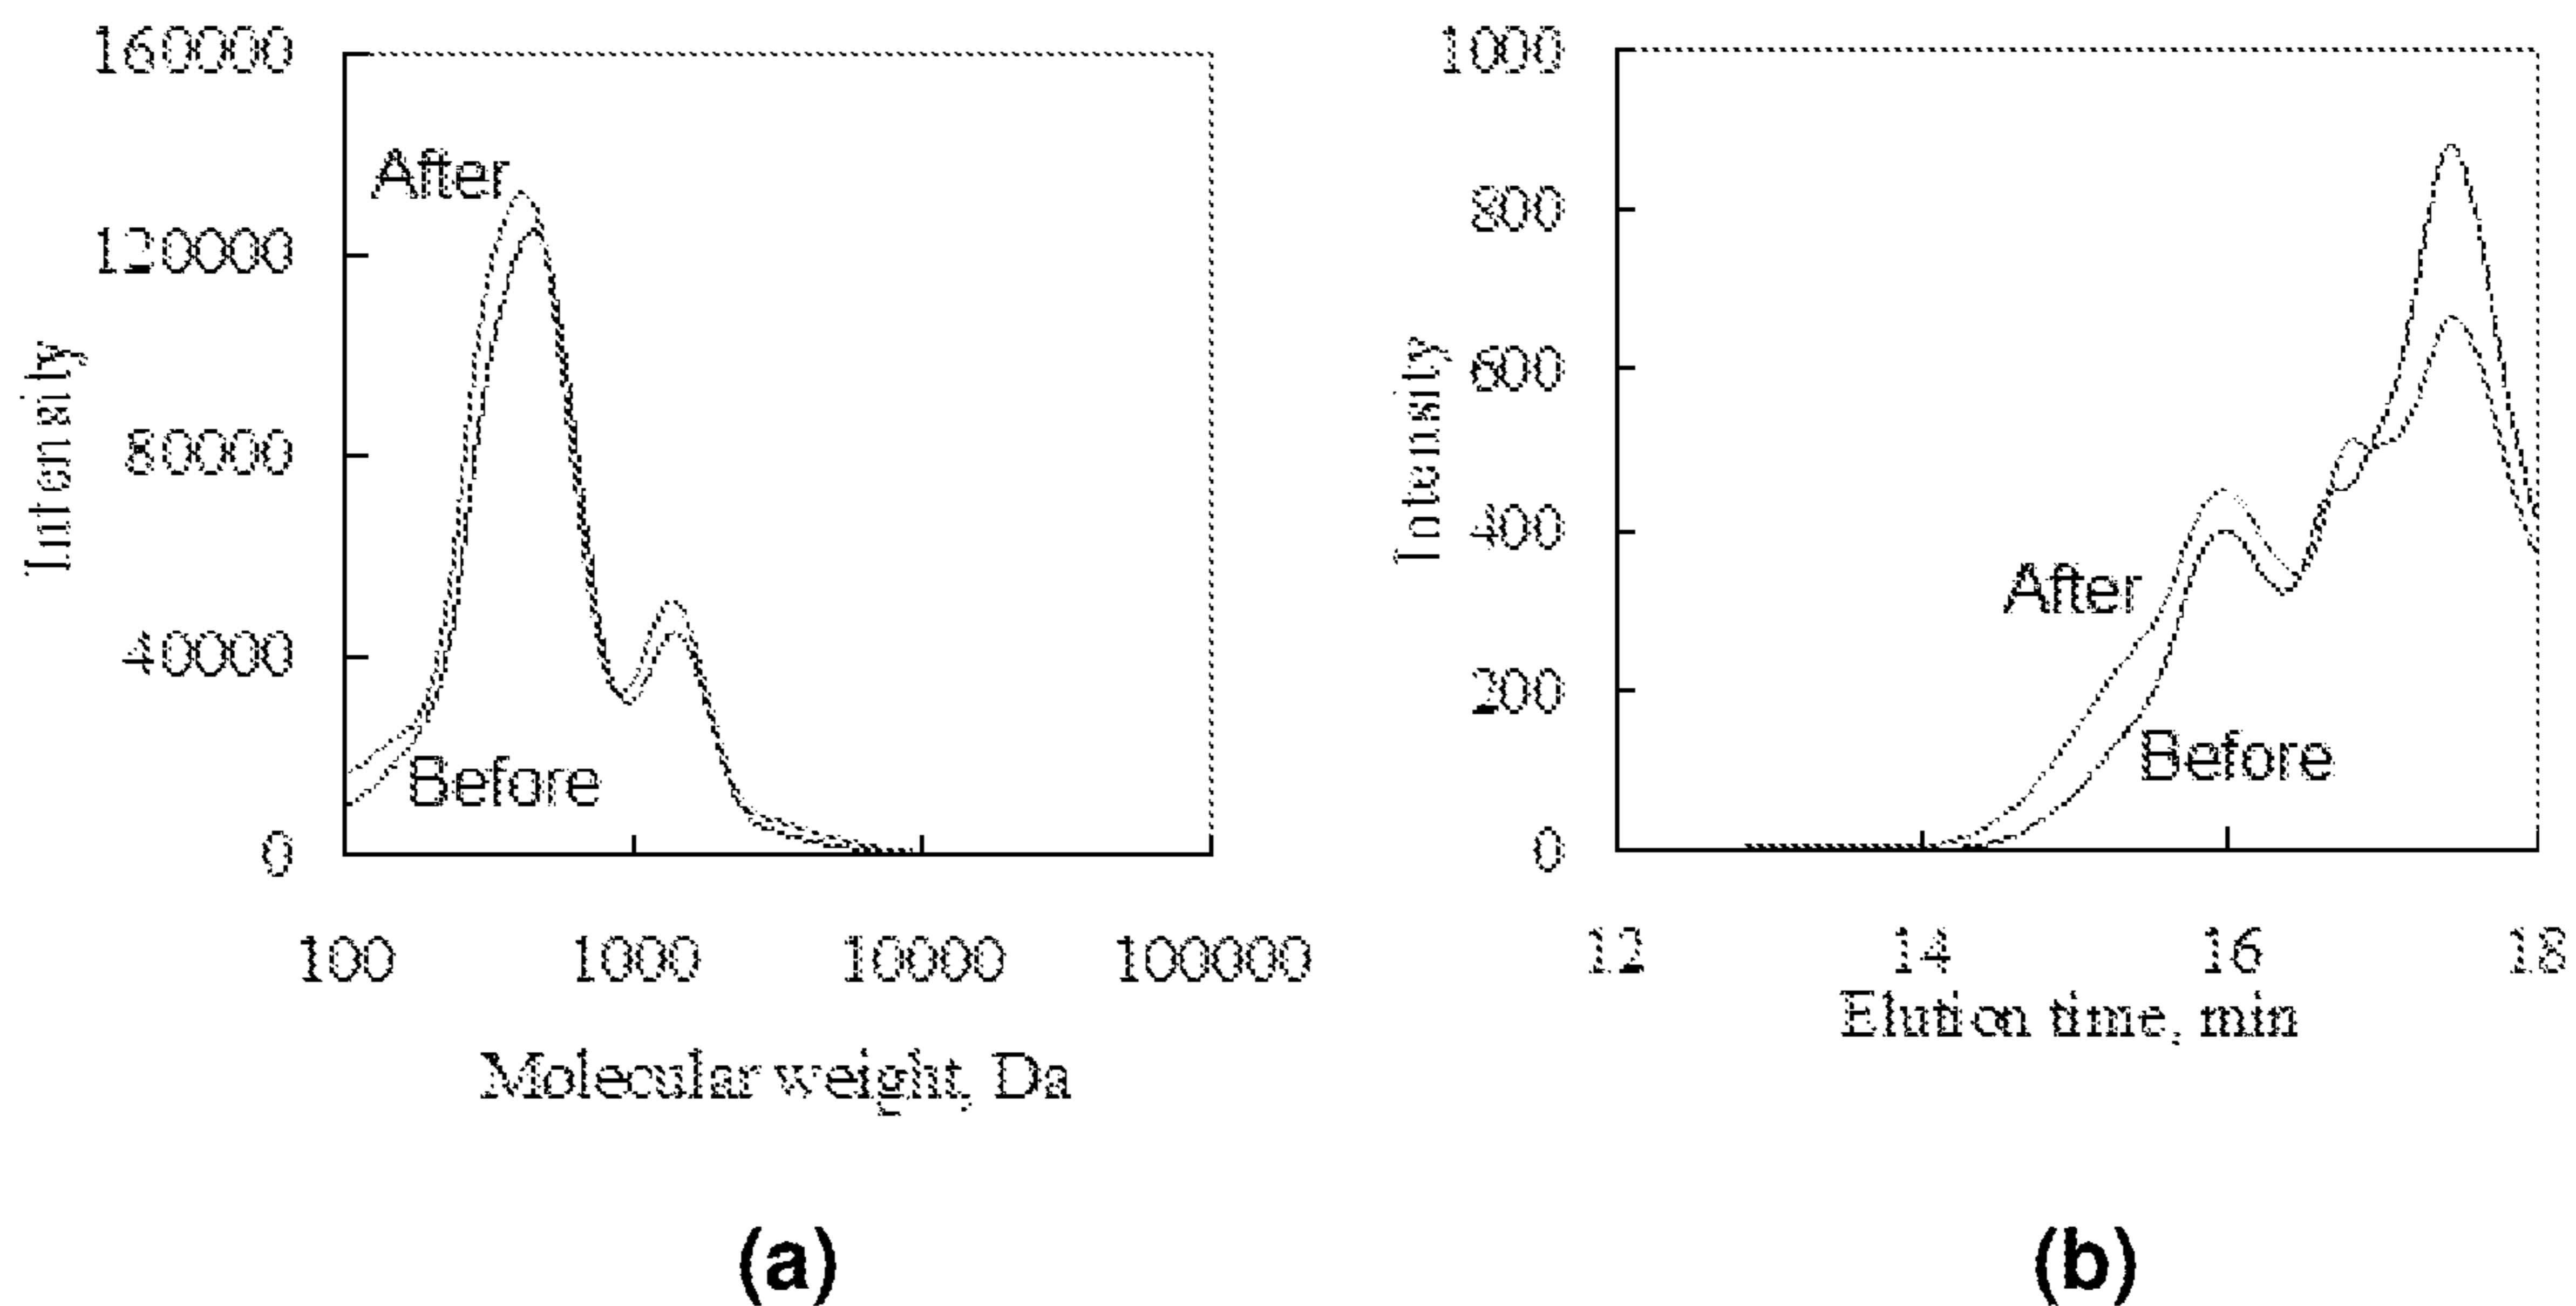 160000
120000
80000
40000
0
Intensity
After
Before
100 1000 10000 100000
Molecular weight, Da
(a)
1000
800
600
400
200
0
Intensity
After
Before
12 14 16 18
Elution time, min
(b)